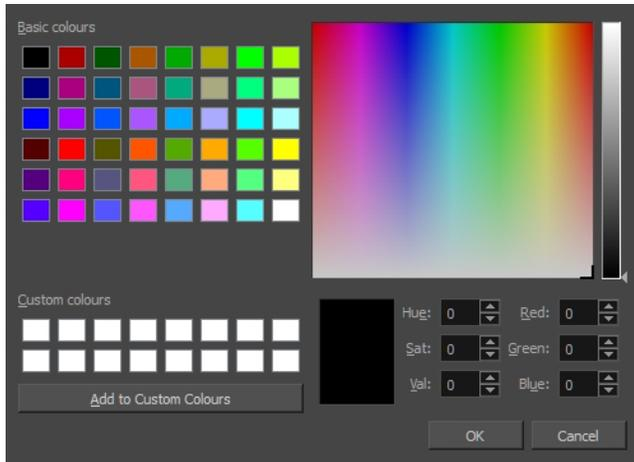 Basic colours
Custom colours
Add to Custom Colours
Hue: 0 Red: 0
Sat: 0 Green: 0
Val: 0 Blue: 0
OK Cancel